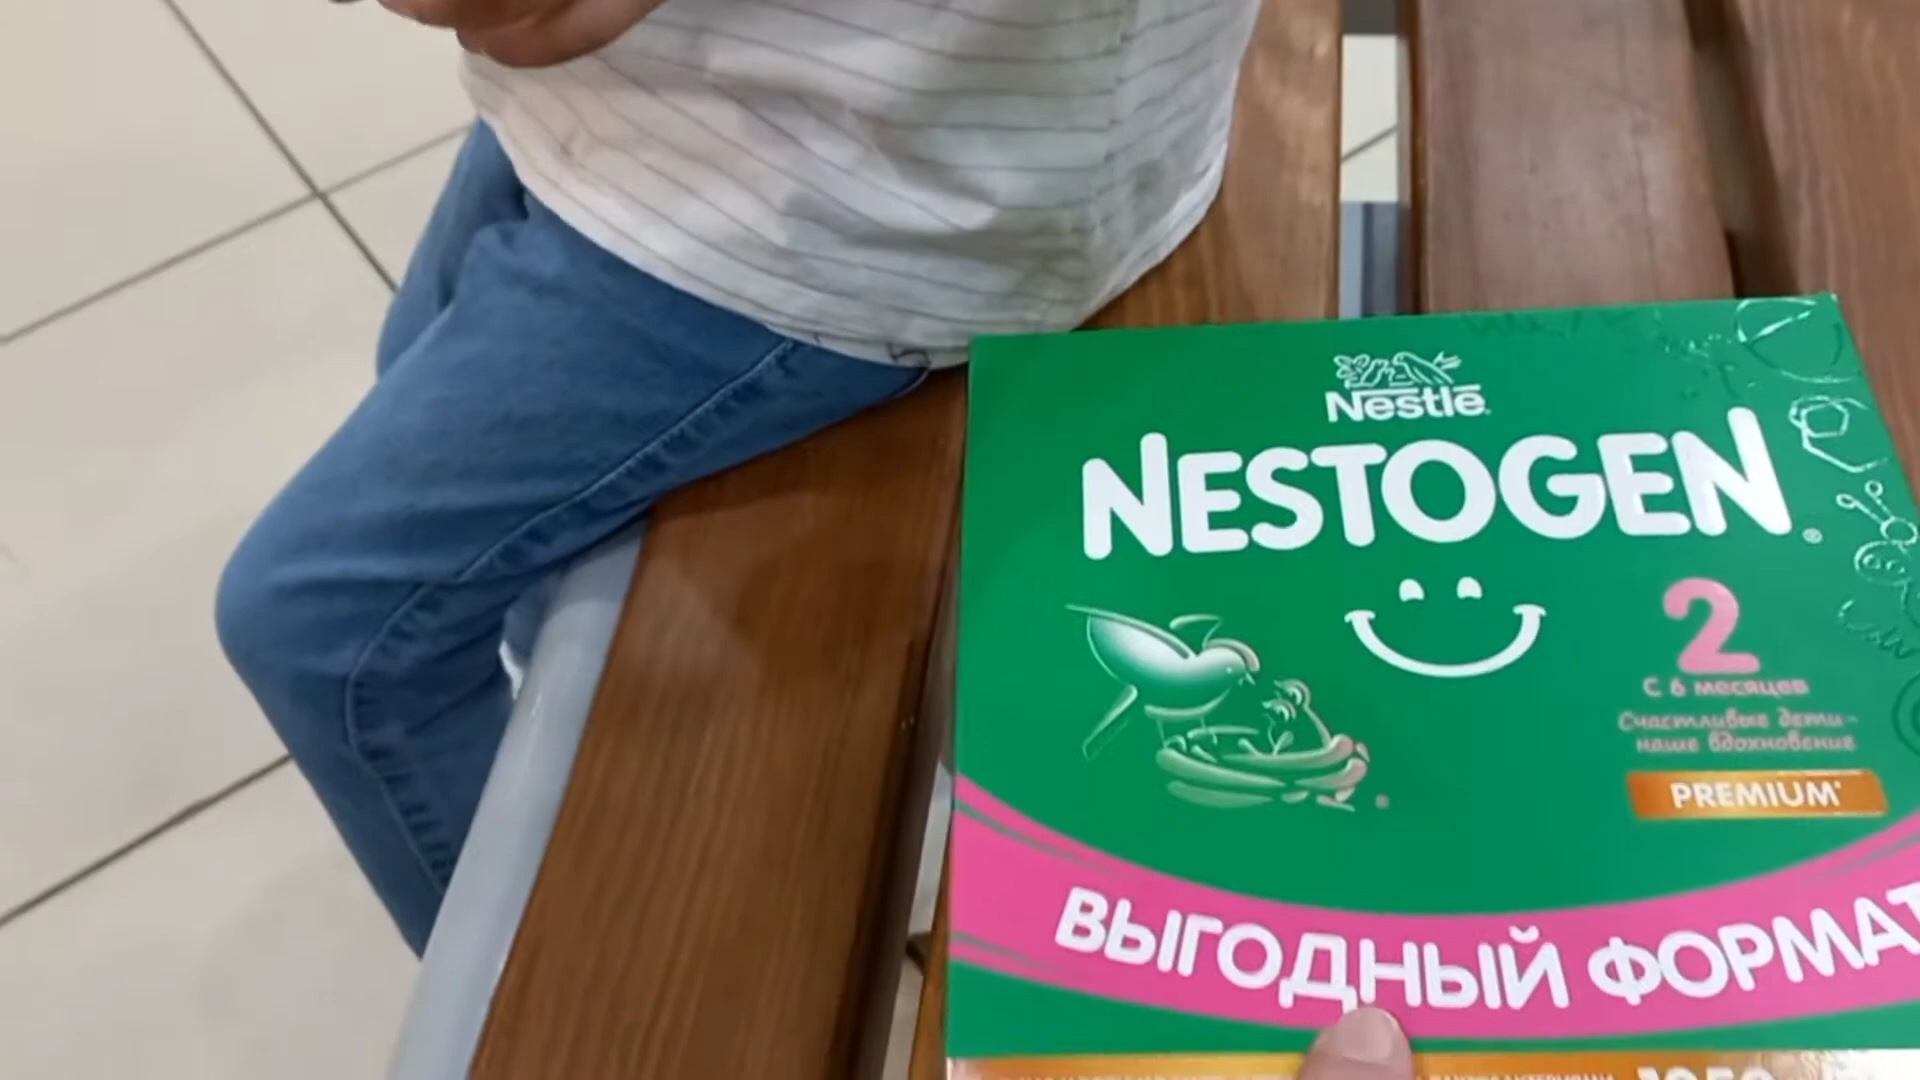 Nestlé
NESTOGEN®
2
С 6 месяцев
Счастливые дети -
наше вдохновение
PREMIUM*
ВЫГОДНЫЙ ФОРМАТ